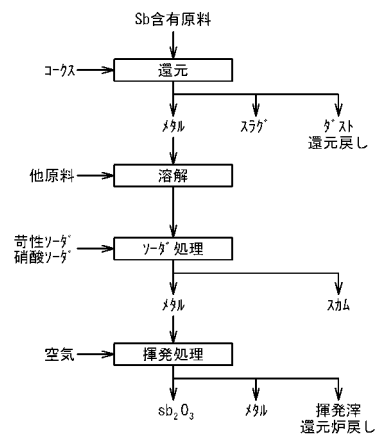 Sb含有原料
コークス
還元
メタル
スラグ
ダスト
還元戻し
他原料
溶解
苛性ソーダ
硝酸ソーダ
ソーダ処理
メタル
スカム
空気
揮発処理
sb₂O₃
メタル
揮発滓
還元炉戻し